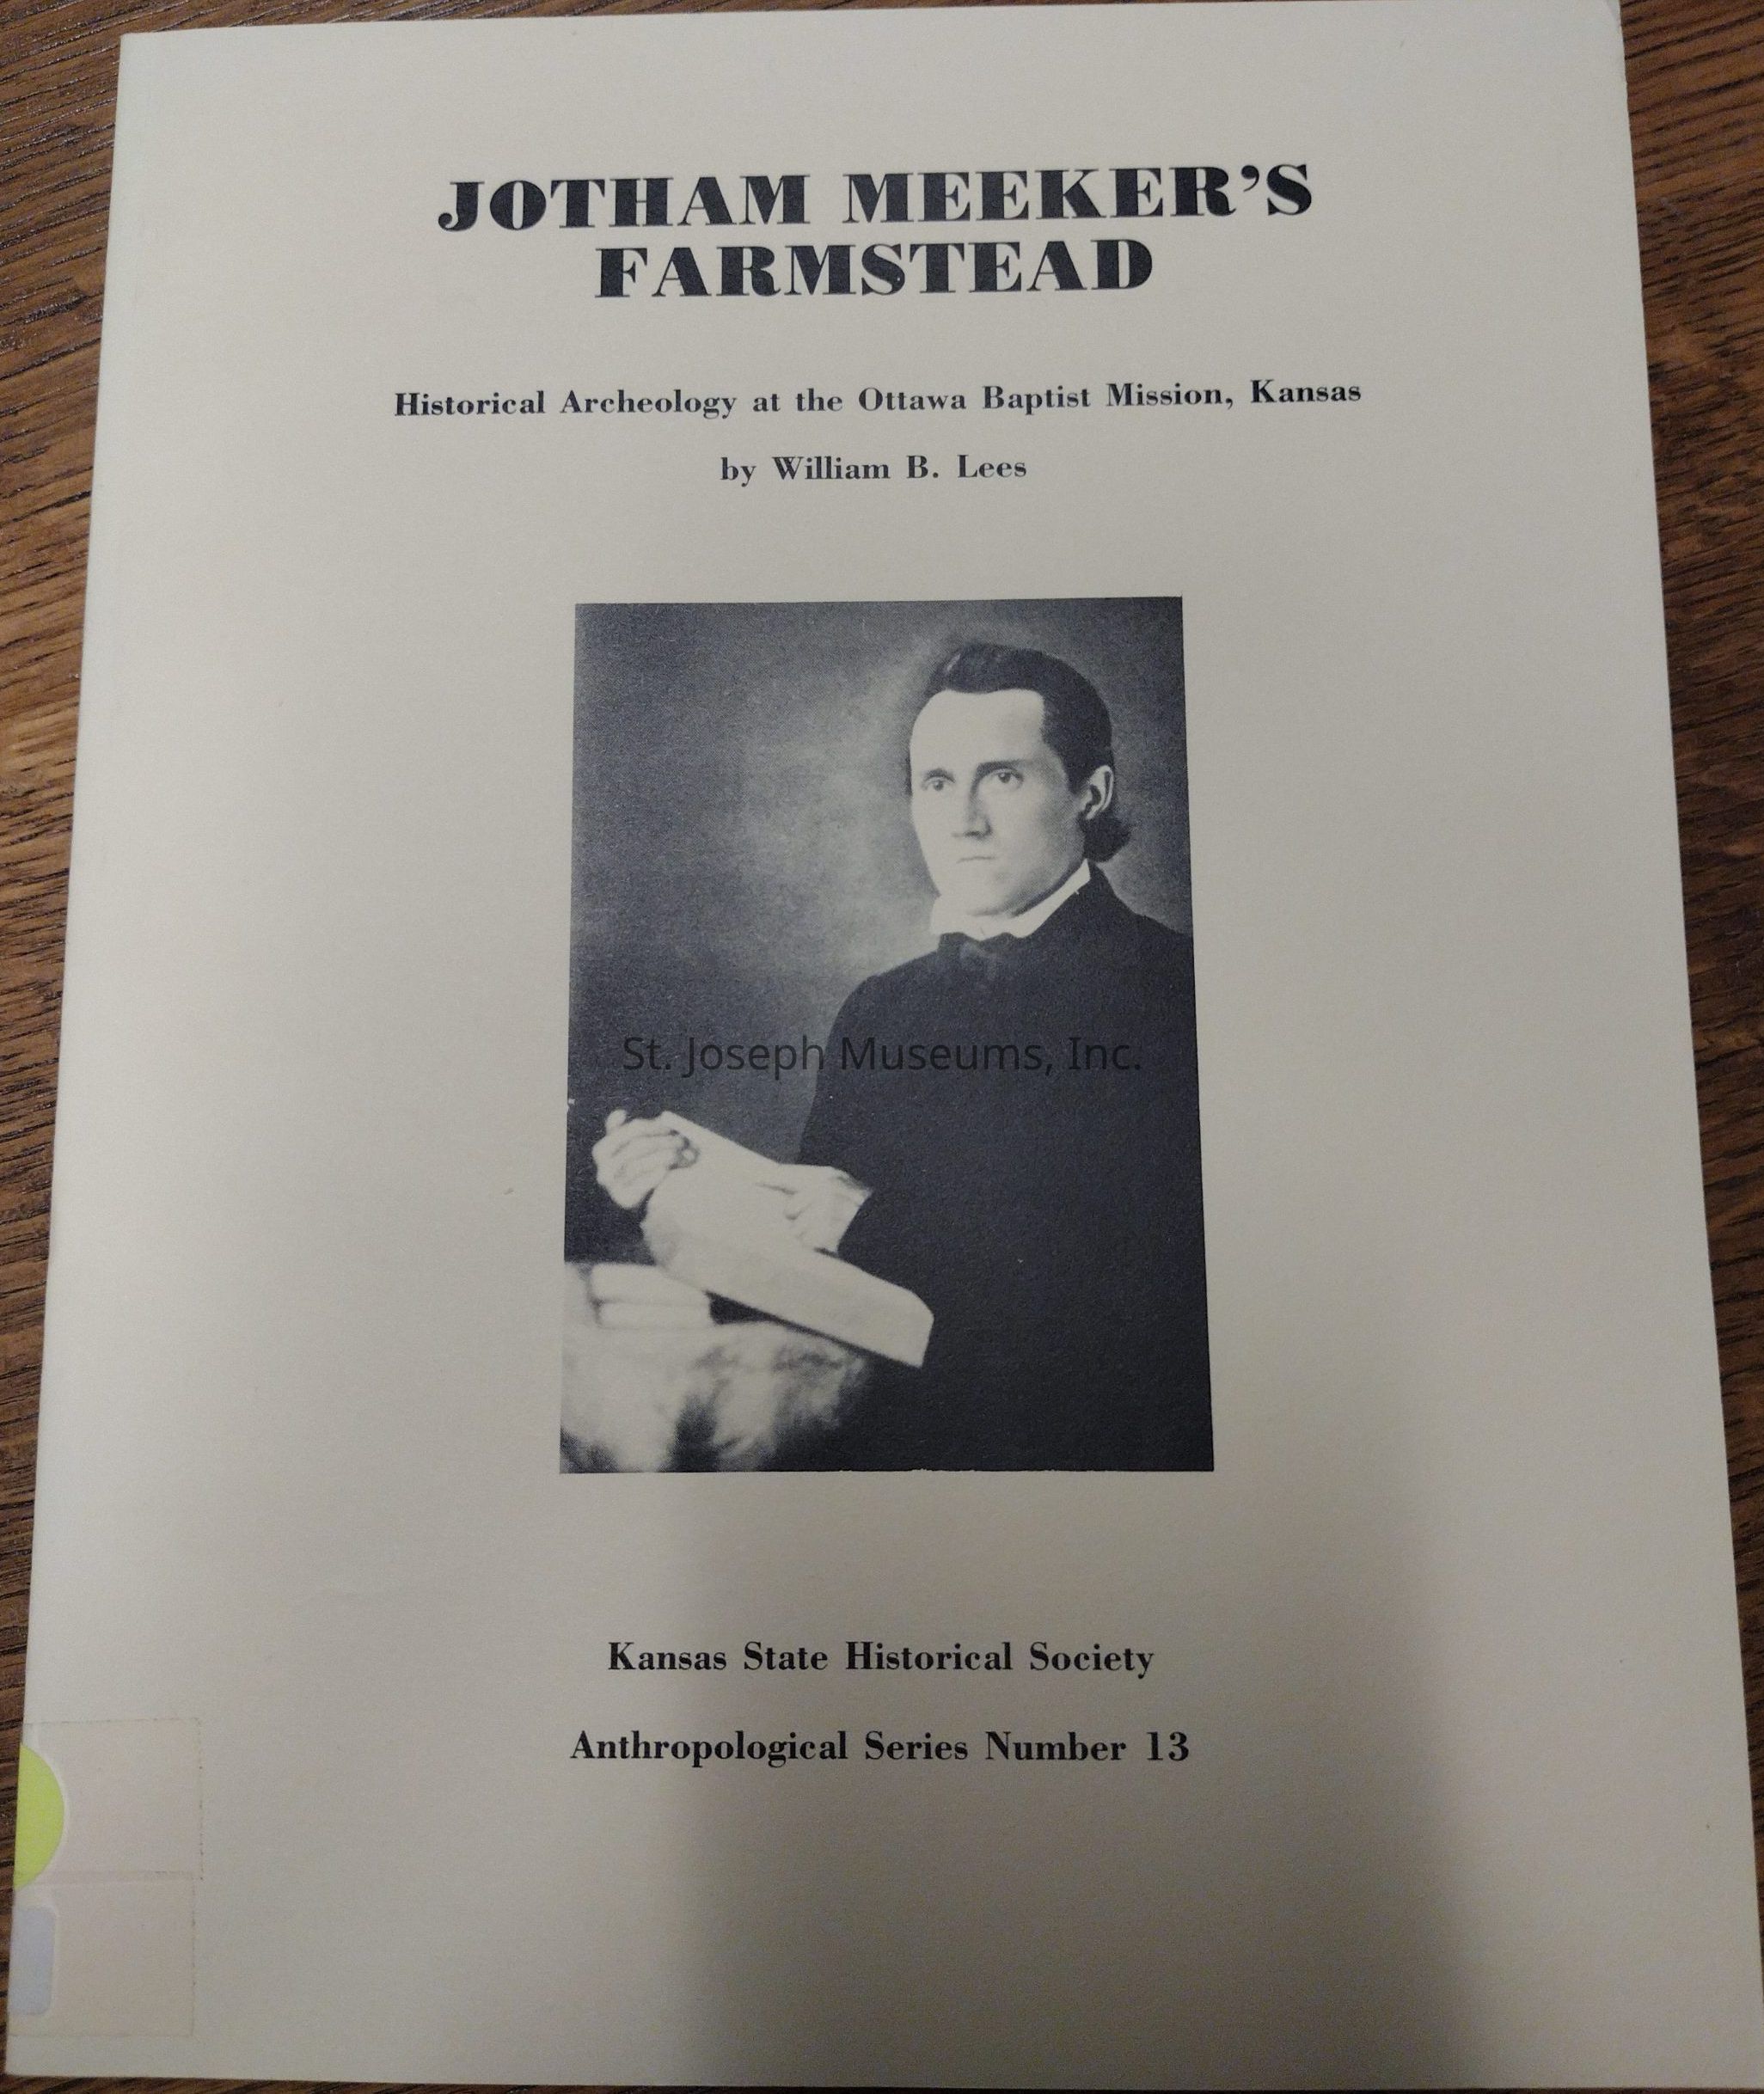 JOTHAM MEEKER'S
FARMSTEAD
Historical Archeology at the Ottawa Baptist Mission, Kansas
by William B. Lees
St. Joseph Museums, Inc.
Kansas State Historical Society
Anthropological Series Number 13